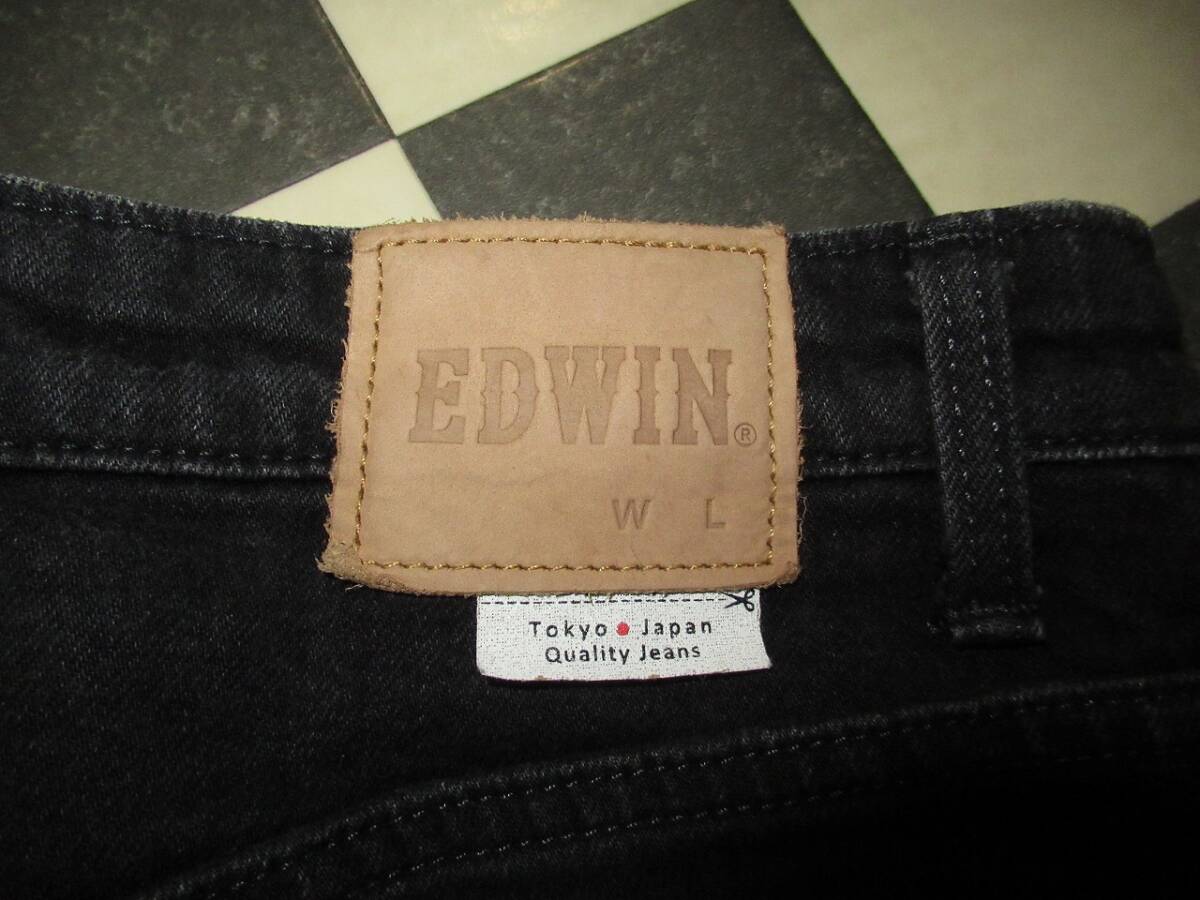 EDWIN®
W L
Tokyo ● Japan
Quality Jeans